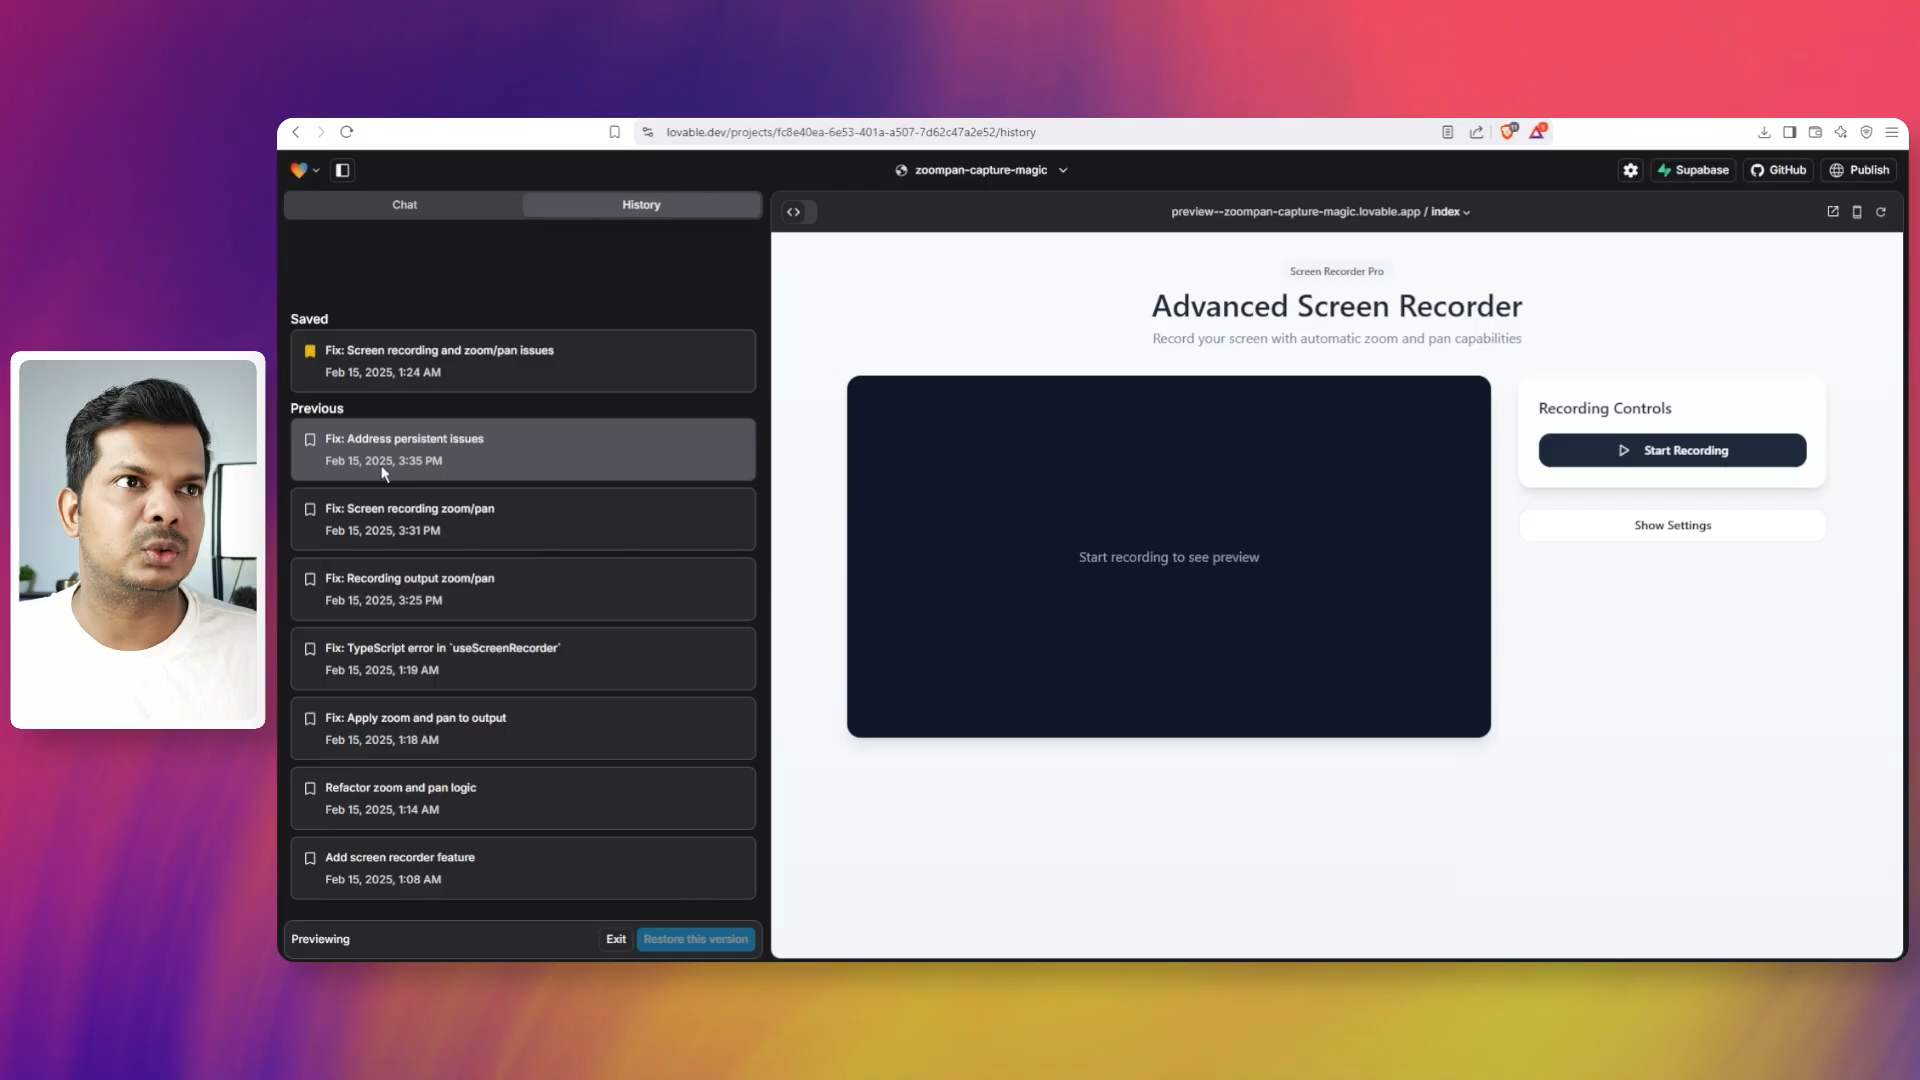 lovable.dev/projects/fc8e40ea-6e53-401a-a507-7d62c47a2e52/history
zoompan-capture-magic
Supabase
GitHub
Publish
Chat
History
preview--zoompan-capture-magic.lovable.app / index
Saved
Fix: Screen recording and zoom/pan issues
Feb 15, 2025, 1:24 AM
Previous
Fix: Address persistent issues
Feb 15, 2025, 3:35 PM
Fix: Screen recording zoom/pan
Feb 15, 2025, 3:31 PM
Fix: Recording output zoom/pan
Feb 15, 2025, 3:25 PM
Fix: TypeScript error in `useScreenRecorder`
Feb 15, 2025, 1:19 AM
Fix: Apply zoom and pan to output
Feb 15, 2025, 1:18 AM
Refactor zoom and pan logic
Feb 15, 2025, 1:14 AM
Add screen recorder feature
Feb 15, 2025, 1:08 AM
Previewing
Exit
Restore this version
Screen Recorder Pro
Advanced Screen Recorder
Record your screen with automatic zoom and pan capabilities
Start recording to see preview
Recording Controls
Start Recording
Show Settings